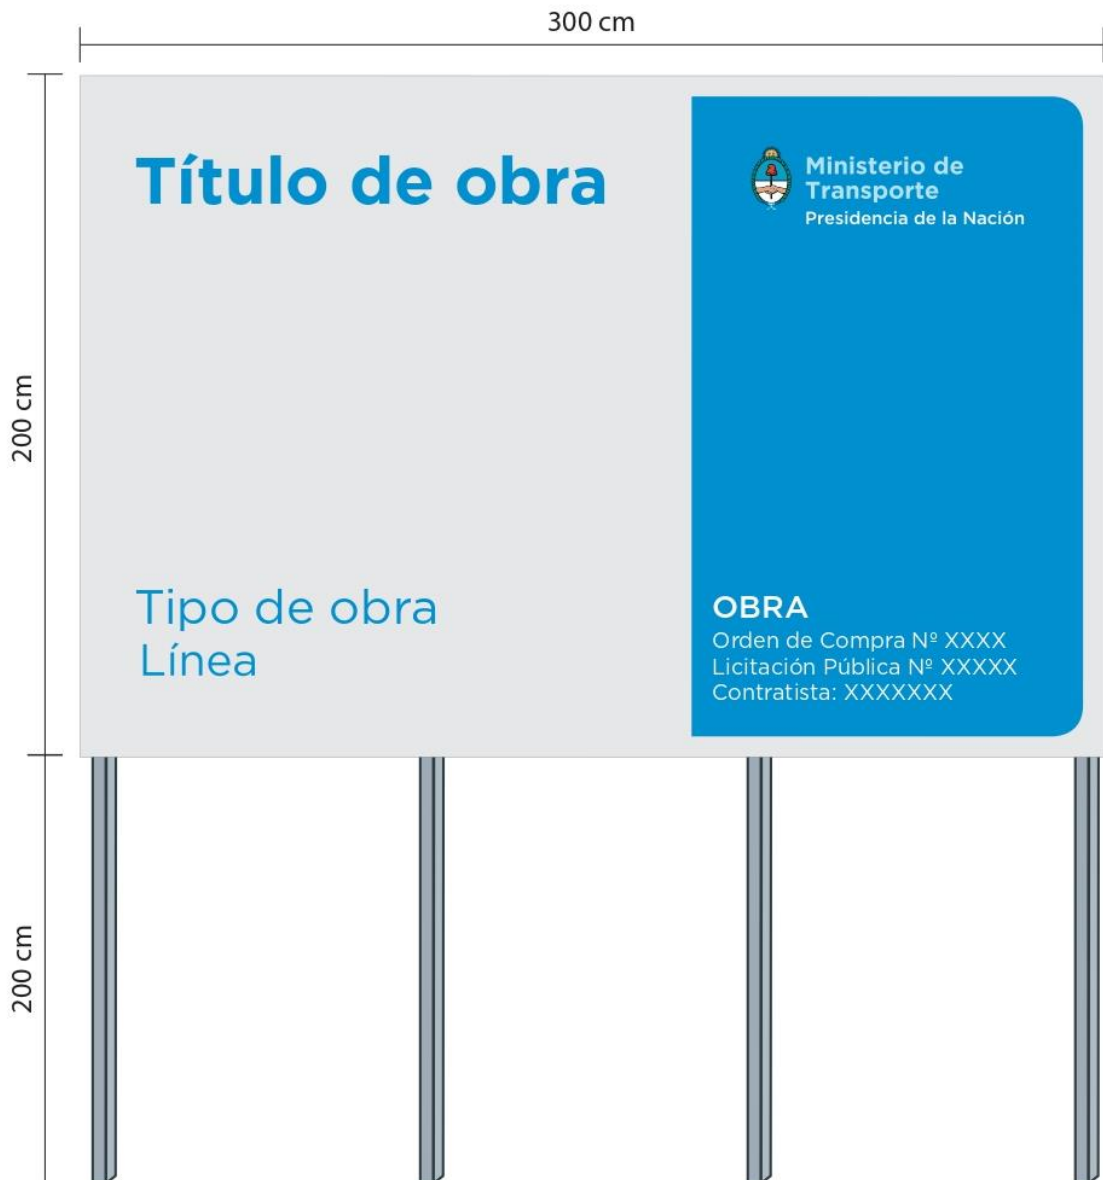 300 cm
200 cm
Título de obra
Ministerio de
Transporte
Presidencia de la Nación
Tipo de obra
Línea
OBRA
Orden de Compra Nº XXXX
Licitación Pública Nº XXXXX
Contratista: XXXXXXX
200 cm